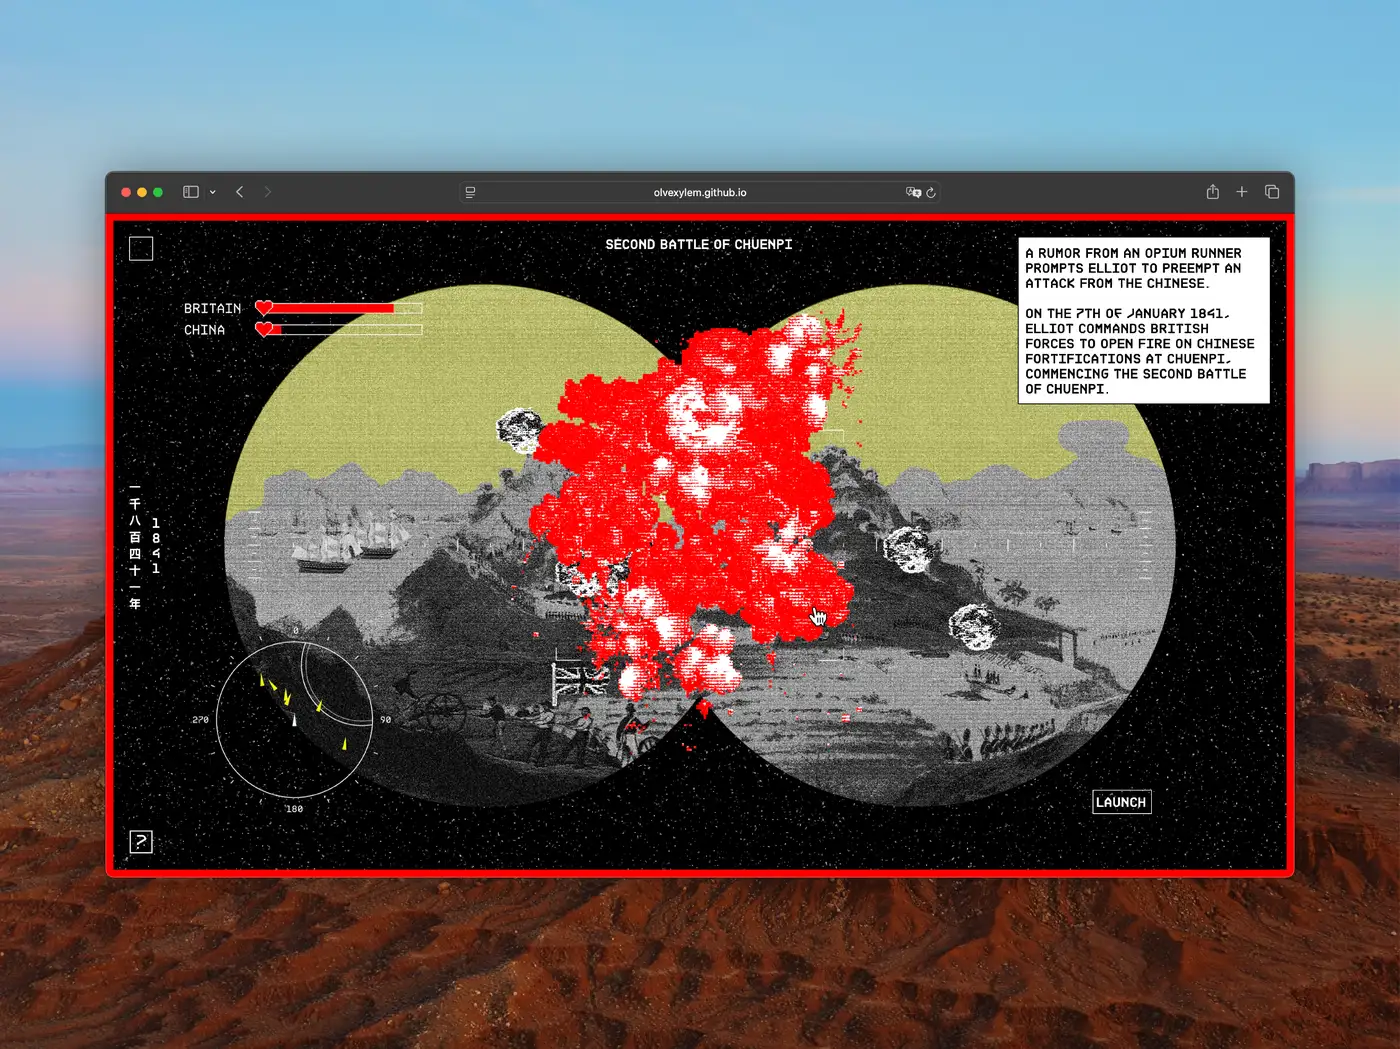 olvexylem.github.io
SECOND BATTLE OF CHUENPI
A RUMOR FROM AN OPIUM RUNNER
PROMPTS ELLIOT TO PREEMPT AN
ATTACK FROM THE CHINESE.
ON THE 7TH OF JANUARY 1841,
ELLIOT COMMANDS BRITISH
FORCES TO OPEN FIRE ON CHINESE
FORTIFICATIONS AT CHUENPI,
COMMENCING THE SECOND BATTLE
OF CHUENPI.
BRITAIN
CHINA
一千八百四十一年
1841
0
270
90
180
LAUNCH
?